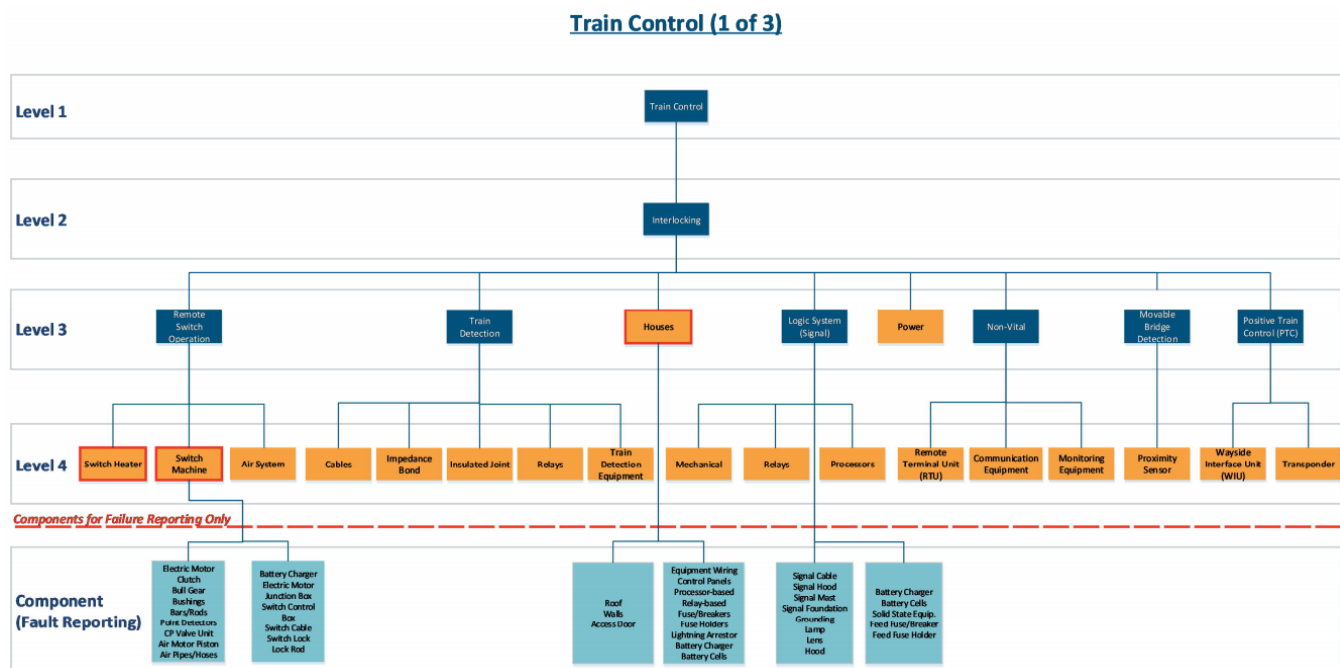 Train Control (1 of 3)
Level 1
Train Control
Level 2
Interlocking
Level 3
Remote
Switch
Operation
Train
Detection
Houses
Logic System
(Signal)
Power
Non-Vital
Movable
Bridge
Detection
Positive Train
Control (PTC)
Level 4
Switch Heater
Switch
Machine
Air System
Cables
Impedance
Bond
Insulated Joint
Relays
Train
Detection
Equipment
Mechanical
Relays
Processors
Remote
Terminal Unit
(RTU)
Communication
Equipment
Monitoring
Equipment
Proximity
Sensor
Wayside
Interface Unit
(WIU)
Transponder
Components for Failure Reporting Only
Component
(Fault Reporting)
Electric Motor
Clutch
Bull Gear
Bushings
Bars/Rods
Point Detectors
CP Valve Unit
Air Motor Piston
Air Pipes/Hoses
Battery Charger
Electric Motor
Junction Box
Switch Control
Box
Switch Cable
Switch Lock
Lock Rod
Roof
Walls
Access Door
Equipment Wiring
Control Panels
Processor-based
Relay-based
Fuse/Breakers
Fuse Holders
Lightning Arrestor
Battery Charger
Battery Cells
Signal Cable
Signal Hood
Signal Mast
Signal Foundation
Grounding
Lamp
Lens
Hood
Battery Charger
Battery Cells
Solid State Equip.
Feed Fuse/Breaker
Feed Fuse Holder